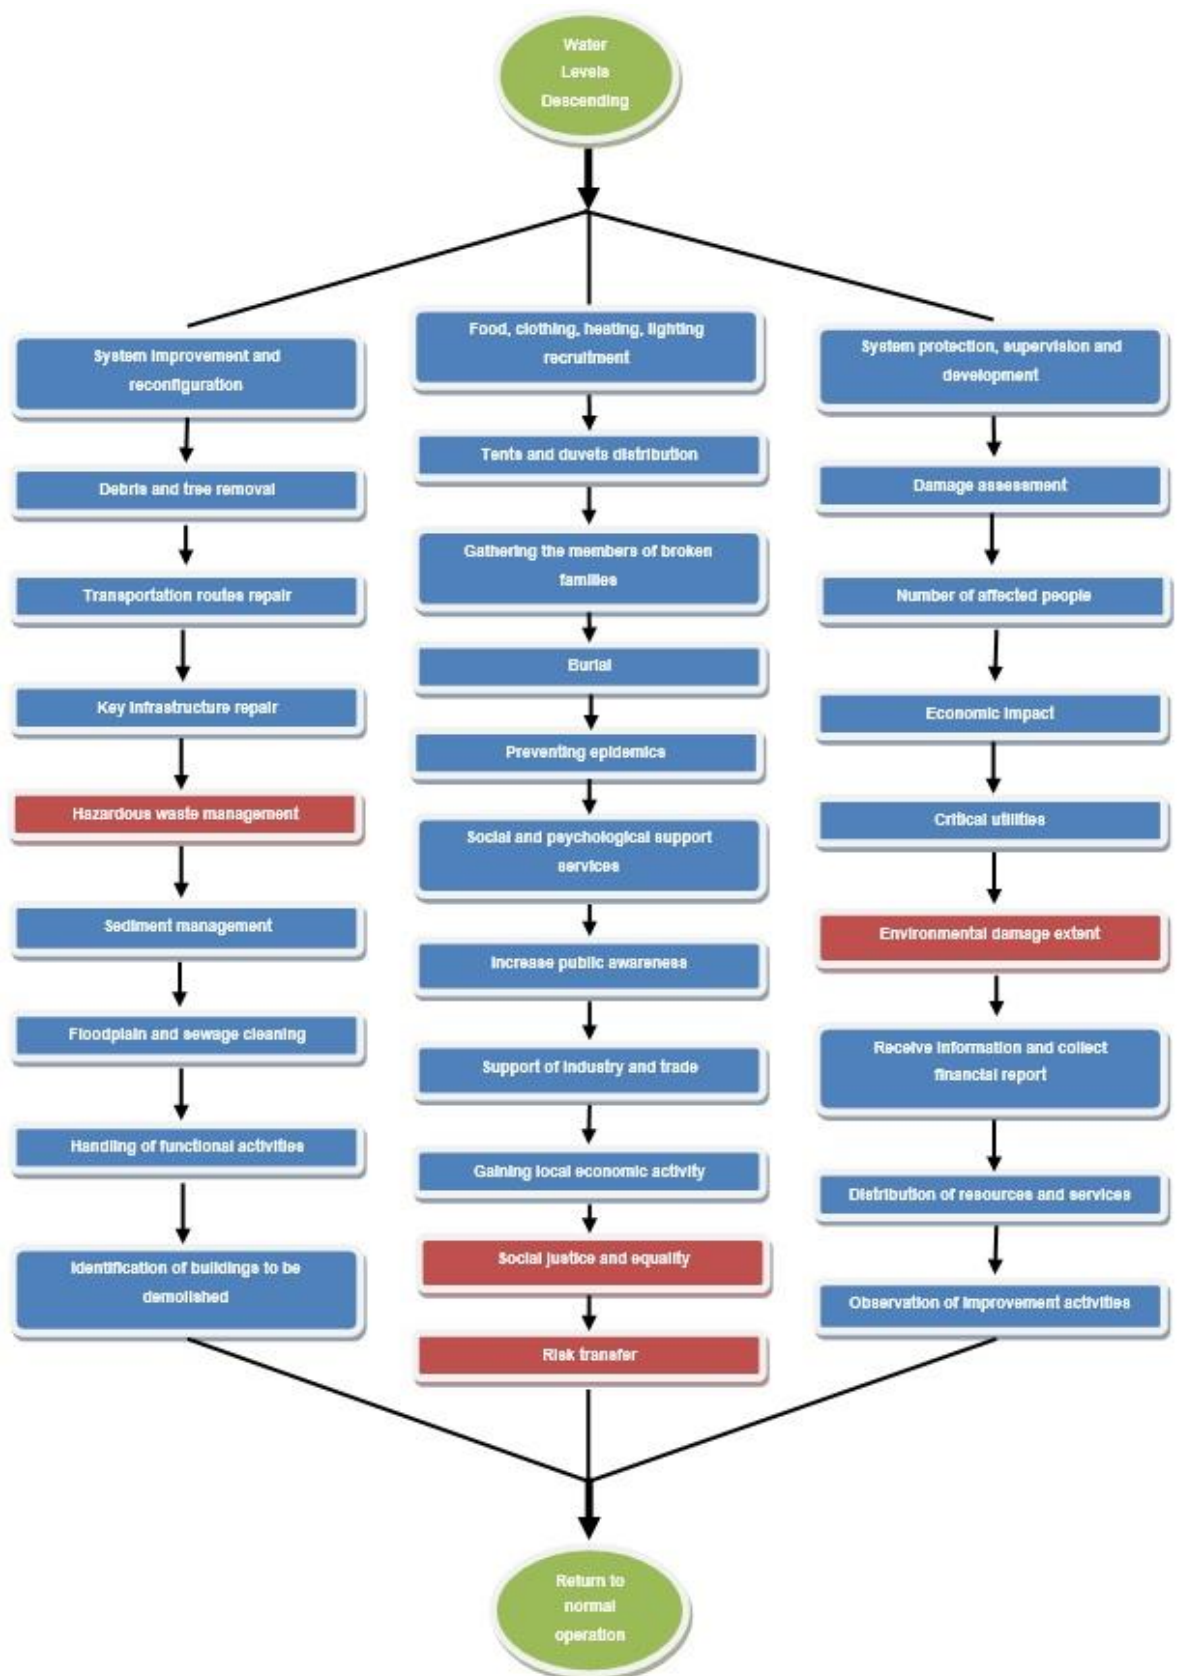 Water
Levels
Descending
System improvement and
reconfiguration
Debris and tree removal
Transportation routes repair
Key infrastructure repair
Hazardous waste management
Sediment management
Floodplain and sewage cleaning
Handling of functional activities
Identification of buildings to be
demolished
Food, clothing, heating, lighting
recruitment
Tents and duvets distribution
Gathering the members of broken
families
Burial
Preventing epidemics
Social and psychological support
services
Increase public awareness
Support of industry and trade
Gaining local economic activity
Social justice and equality
Risk transfer
System protection, supervision and
development
Damage assessment
Number of affected people
Economic impact
Critical utilities
Environmental damage extent
Receive information and collect
financial report
Distribution of resources and services
Observation of improvement activities
Return to
normal
operation